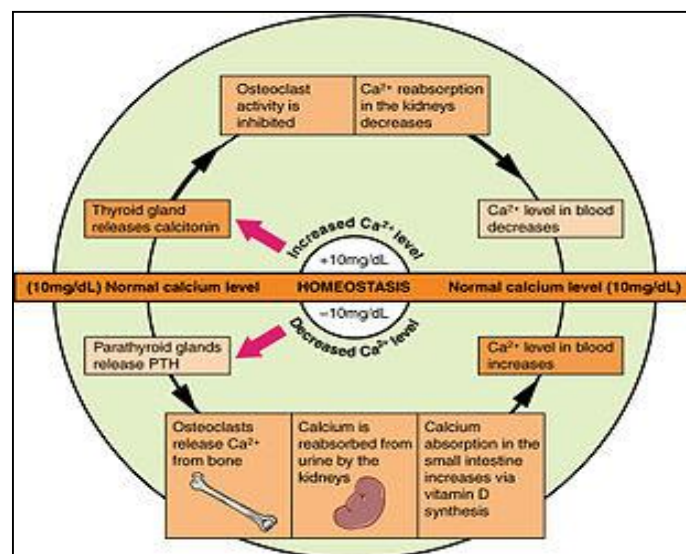 Osteoclast
activity is
inhibited
Ca²⁺ reabsorption
in the kidneys
decreases
Thyroid gland
releases calcitonin
Increased Ca²⁺ level
+10mg/dL
Ca²⁺ level in blood
decreases
(10mg/dL) Normal calcium level
HOMEOSTASIS
Normal calcium level (10mg/dL)
−10mg/dL
Decreased Ca²⁺ level
Parathyroid glands
release PTH
Ca²⁺ level in blood
increases
Osteoclasts
release Ca²⁺
from bone
Calcium is
reabsorbed from
urine by the
kidneys
Calcium
absorption in the
small intestine
increases via
vitamin D
synthesis